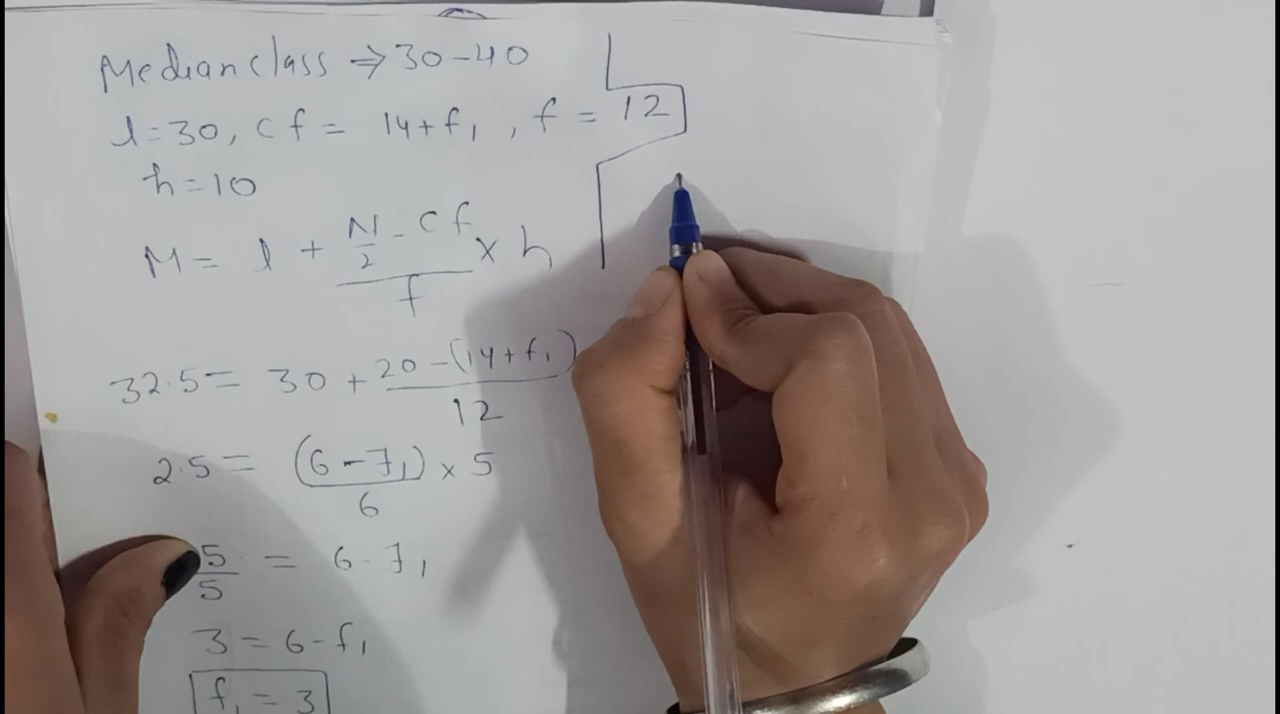 Median class ⇒ 30-40
l=30, cf = 14+f₁, f = 12
h=10
M = l + (N/2 - cf)/f × h
32.5 = 30 + (20-(14+f₁))/12
2.5 = (6-f₁)/6 × 5
5/5 = 6-f₁
3 = 6-f₁
f₁ = 3